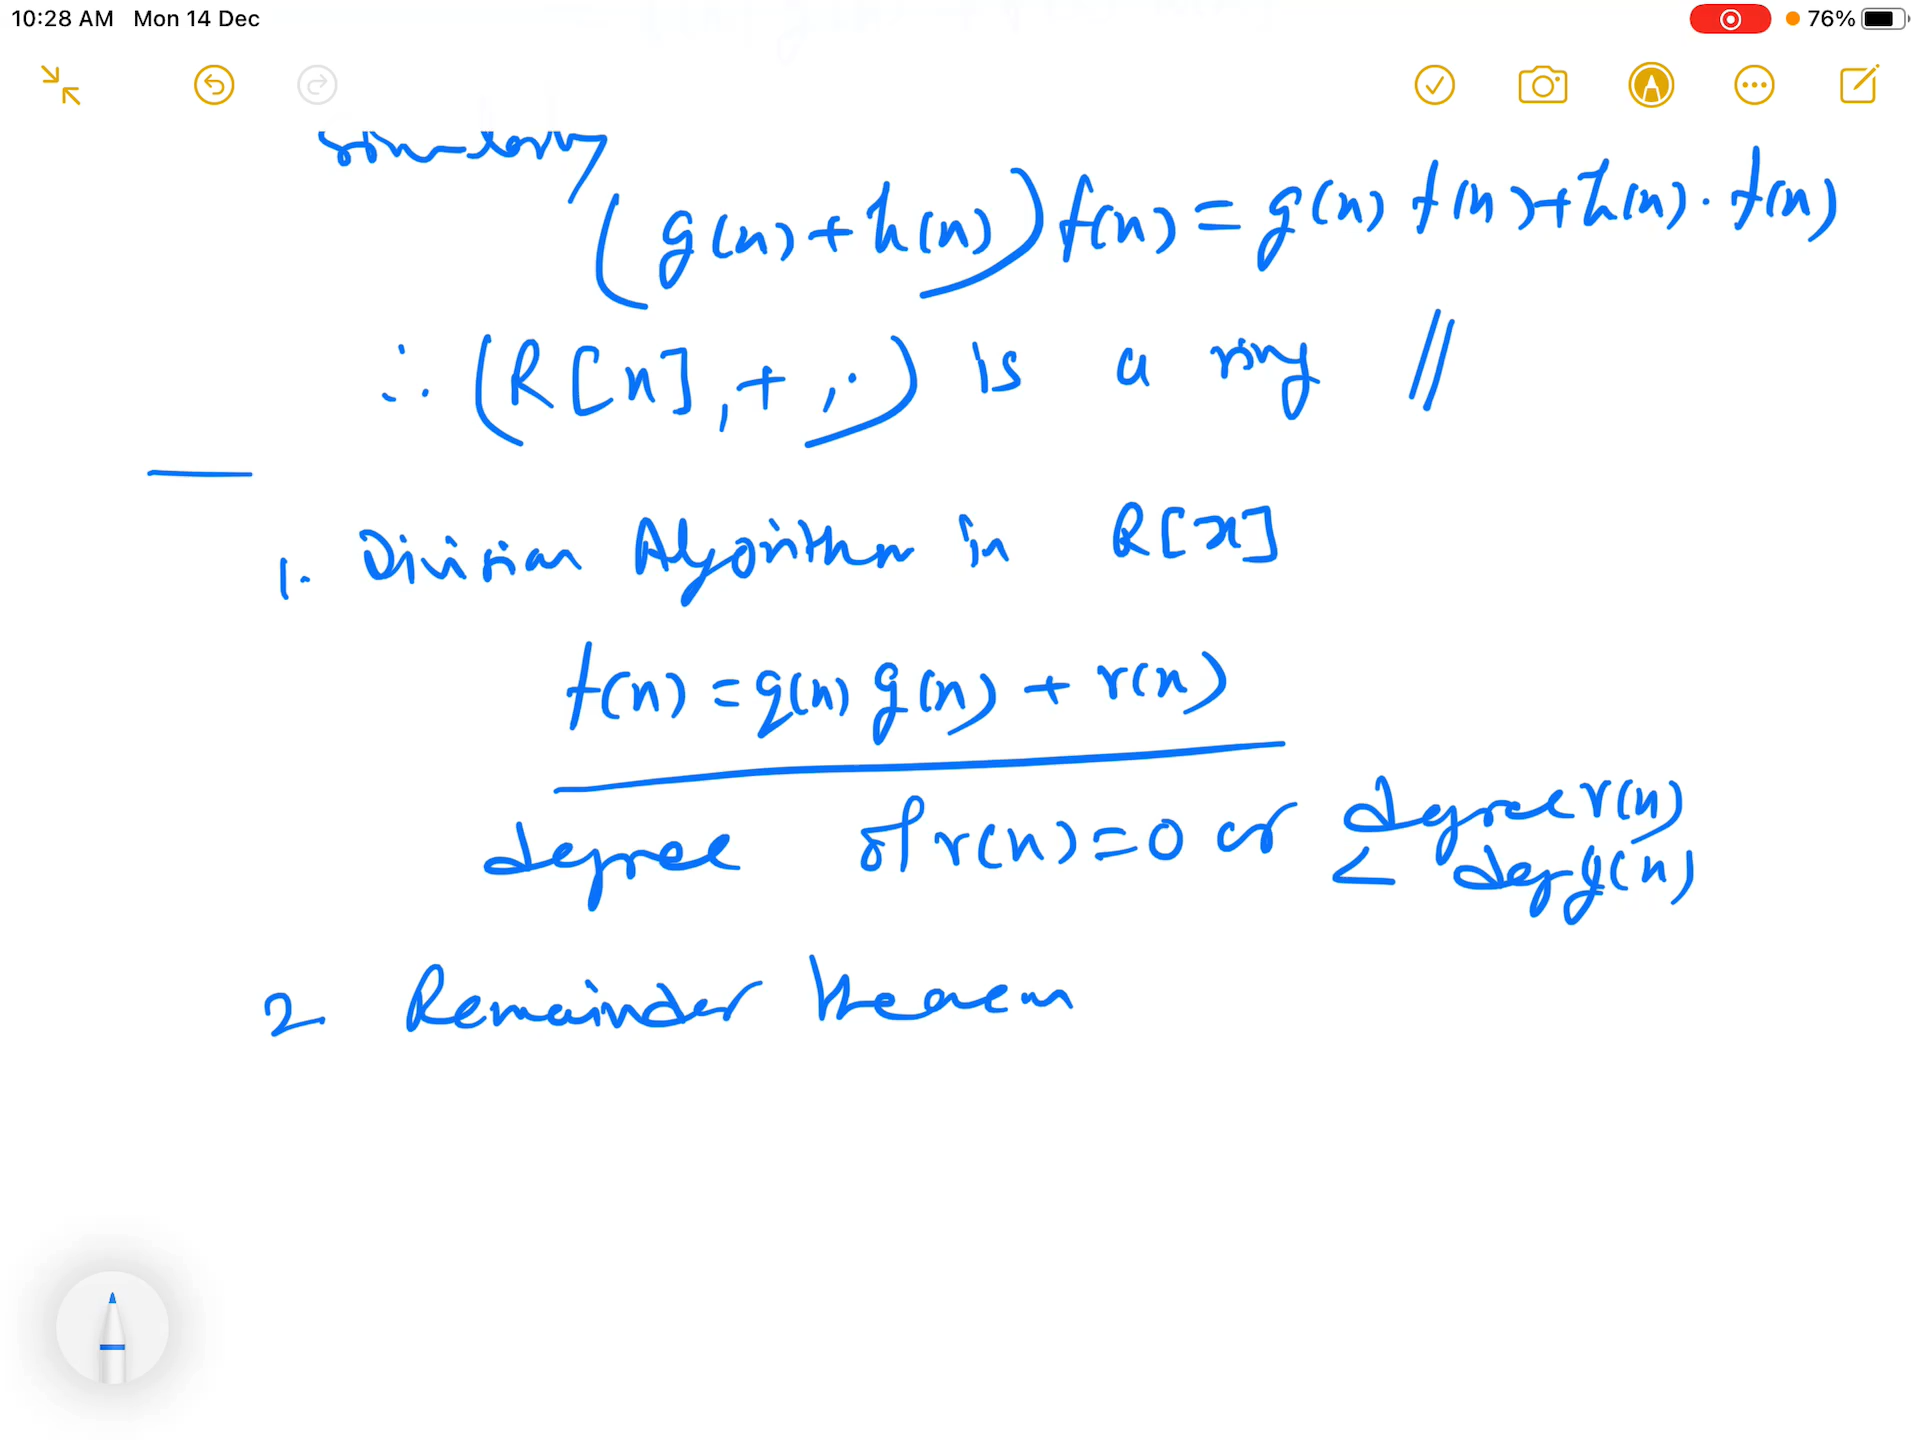 10:28 AM Mon 14 Dec 76%
similarly
(g(x)+h(x))f(x)=g(x) f(x)+h(x)·f(x)
∴ (R[x],+,·) is a ring //
1. Division Algorithm in R[x]
f(x)=q(x) g(x) + r(x)
degree of r(x)=0 or degree r(x)
< deg g(x)
2 Remainder theorem